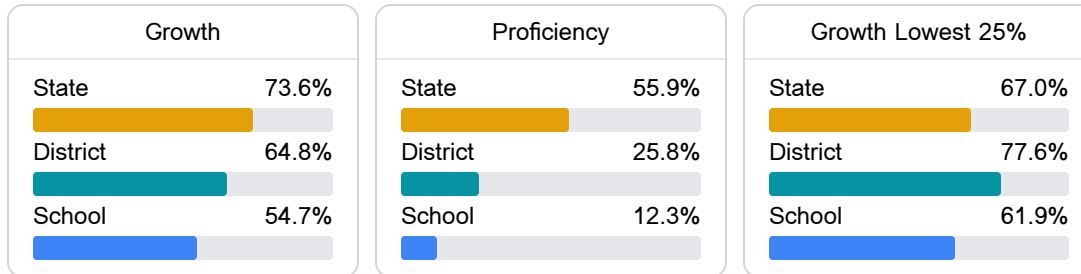 Growth
State 73.6%
District 64.8%
School 54.7%
Proficiency
State 55.9%
District 25.8%
School 12.3%
Growth Lowest 25%
State 67.0%
District 77.6%
School 61.9%